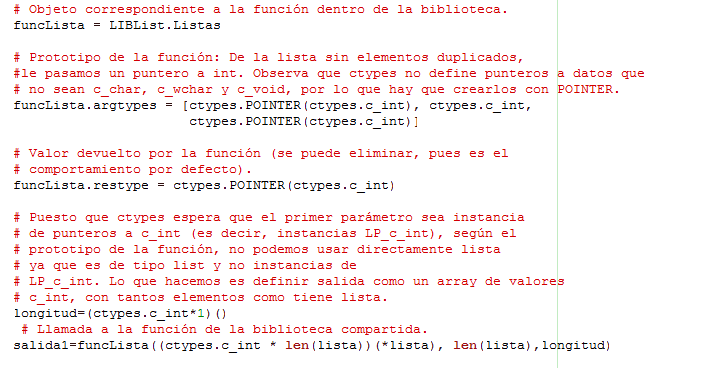 # Objeto correspondiente a la función dentro de la biblioteca.
funcLista = LIBList.Listas
# Prototipo de la función: De la lista sin elementos duplicados,
#le pasamos un puntero a int. Observa que ctypes no define punteros a datos que
# no sean c_char, c_wchar y c_void, por lo que hay que crearlos con POINTER.
funcLista.argtypes = [ctypes.POINTER(ctypes.c_int), ctypes.c_int,
ctypes.POINTER(ctypes.c_int)]
# Valor devuelto por la función (se puede eliminar, pues es el
# comportamiento por defecto).
funcLista.restype = ctypes.POINTER(ctypes.c_int)
# Puesto que ctypes espera que el primer parámetro sea instancia
# de punteros a c_int (es decir, instancias LP_c_int), según el
# prototipo de la función, no podemos usar directamente lista
# ya que es de tipo list y no instancias de
# LP_c_int. Lo que hacemos es definir salida como un array de valores
# c_int, con tantos elementos como tiene lista.
longitud=(ctypes.c_int*1)()
# Llamada a la función de la biblioteca compartida.
salida1=funcLista((ctypes.c_int * len(lista))(*lista), len(lista),longitud)